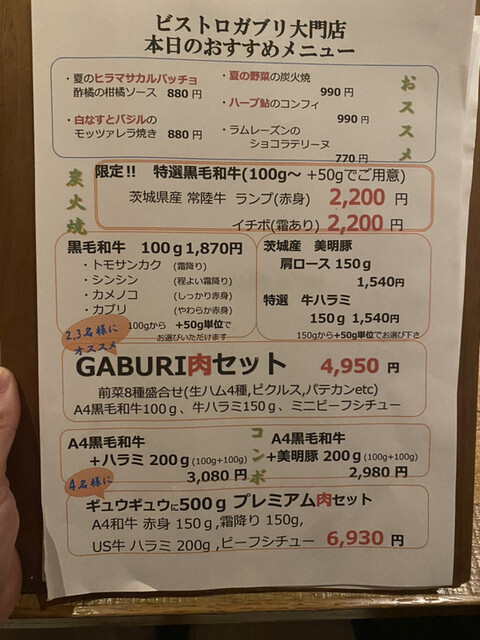 ビストロガブリ大門店
本日のおすすめメニュー
・夏のヒラマサカルパッチョ
酢橘の柑橘ソース 880 円
・白なすとバジルの
モッツァレラ焼き 880 円
・夏の野菜の炭火焼
990 円
・ハーブ鮎のコンフィ
990 円
・ラムレーズンの
ショコラテリーヌ
770 円
おススメ
炭火焼
限定!! 特選黒毛和牛(100g～ +50gでご用意)
茨城県産 常陸牛 ランプ(赤身) 2,200 円
イチボ(霜あり) 2,200 円
黒毛和牛 100g 1,870円
・トモサンカク (霜降り)
・シンシン (程よい霜降り)
・カメノコ (しっかり赤身)
・カブリ (やわらか赤身)
100gから +50g単位で
お選びいただけます
茨城産 美明豚
肩ロース 150g
1,540円
特選 牛ハラミ
150g 1,540円
150gから+50g単位でお選び下さ
2,3名様に
オススメ
GABURI肉セット 4,950 円
前菜8種盛合せ(生ハム4種,ピクルス,パテカンetc)
A4黒毛和牛100g、牛ハラミ150g、ミニビーフシチュー
A4黒毛和牛
+ハラミ 200g (100g+100g)
3,080 円
コンボ
A4黒毛和牛
+美明豚 200g (100g+100g)
2,980 円
4名様に
ギュウギュウに500g プレミアム肉セット
A4和牛 赤身 150g,霜降り 150g,
US牛 ハラミ 200g ,ビーフシチュー 6,930 円